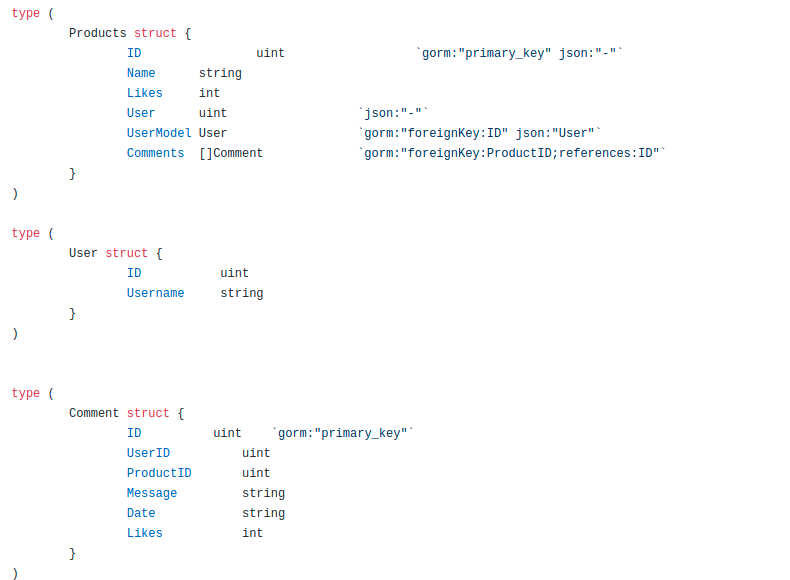 type (
        Products struct {
                ID                uint                  `gorm:"primary_key" json:"-"`
                Name      string
                Likes     int
                User      uint                  `json:"-"`
                UserModel User                  `gorm:"foreignKey:ID" json:"User"`
                Comments  []Comment             `gorm:"foreignKey:ProductID;references:ID"`
        }
)

type (
        User struct {
                ID           uint
                Username     string
        }
)


type (
        Comment struct {
                ID          uint    `gorm:"primary_key"`
                UserID          uint
                ProductID       uint
                Message         string
                Date            string
                Likes           int
        }
)